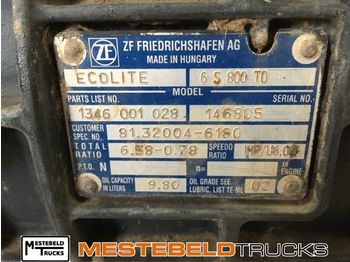 ZF
ZF FRIEDRICHSHAFEN AG
MADE IN HUNGARY
ECOLITE 6 S 800 TO
MODEL
PARTS LIST NO. SERIAL NO.
1346 001 028 146805
CUSTOMER SPEC. NO. 81.32004-6180
TOTAL RATIO 6.58-0.78 SPEEDO RATIO
P.T.O. N n= x n ENGINE
OIL CAPACITY IN LITERS 9,80 OIL GRADE SEE LUBRIC. LIST TE-ML 02
MESTEBELD TRUCKS